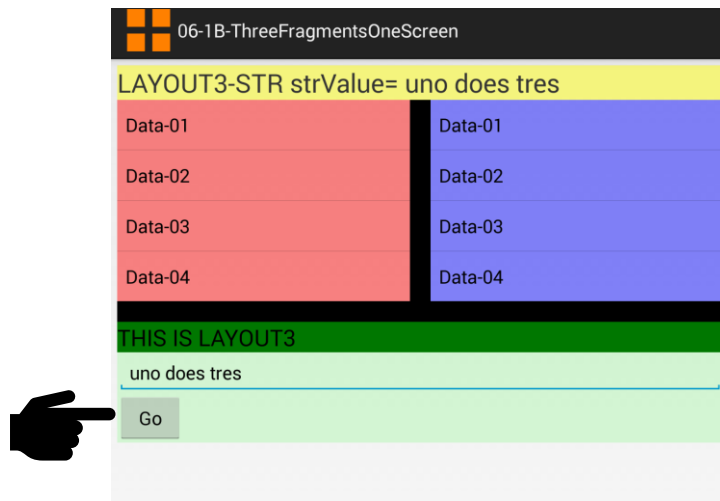 06-1B-ThreeFragmentsOneScreen
LAYOUT3-STR strValue= uno does tres
Data-01 Data-01
Data-02 Data-02
Data-03 Data-03
Data-04 Data-04
THIS IS LAYOUT3
uno does tres
Go